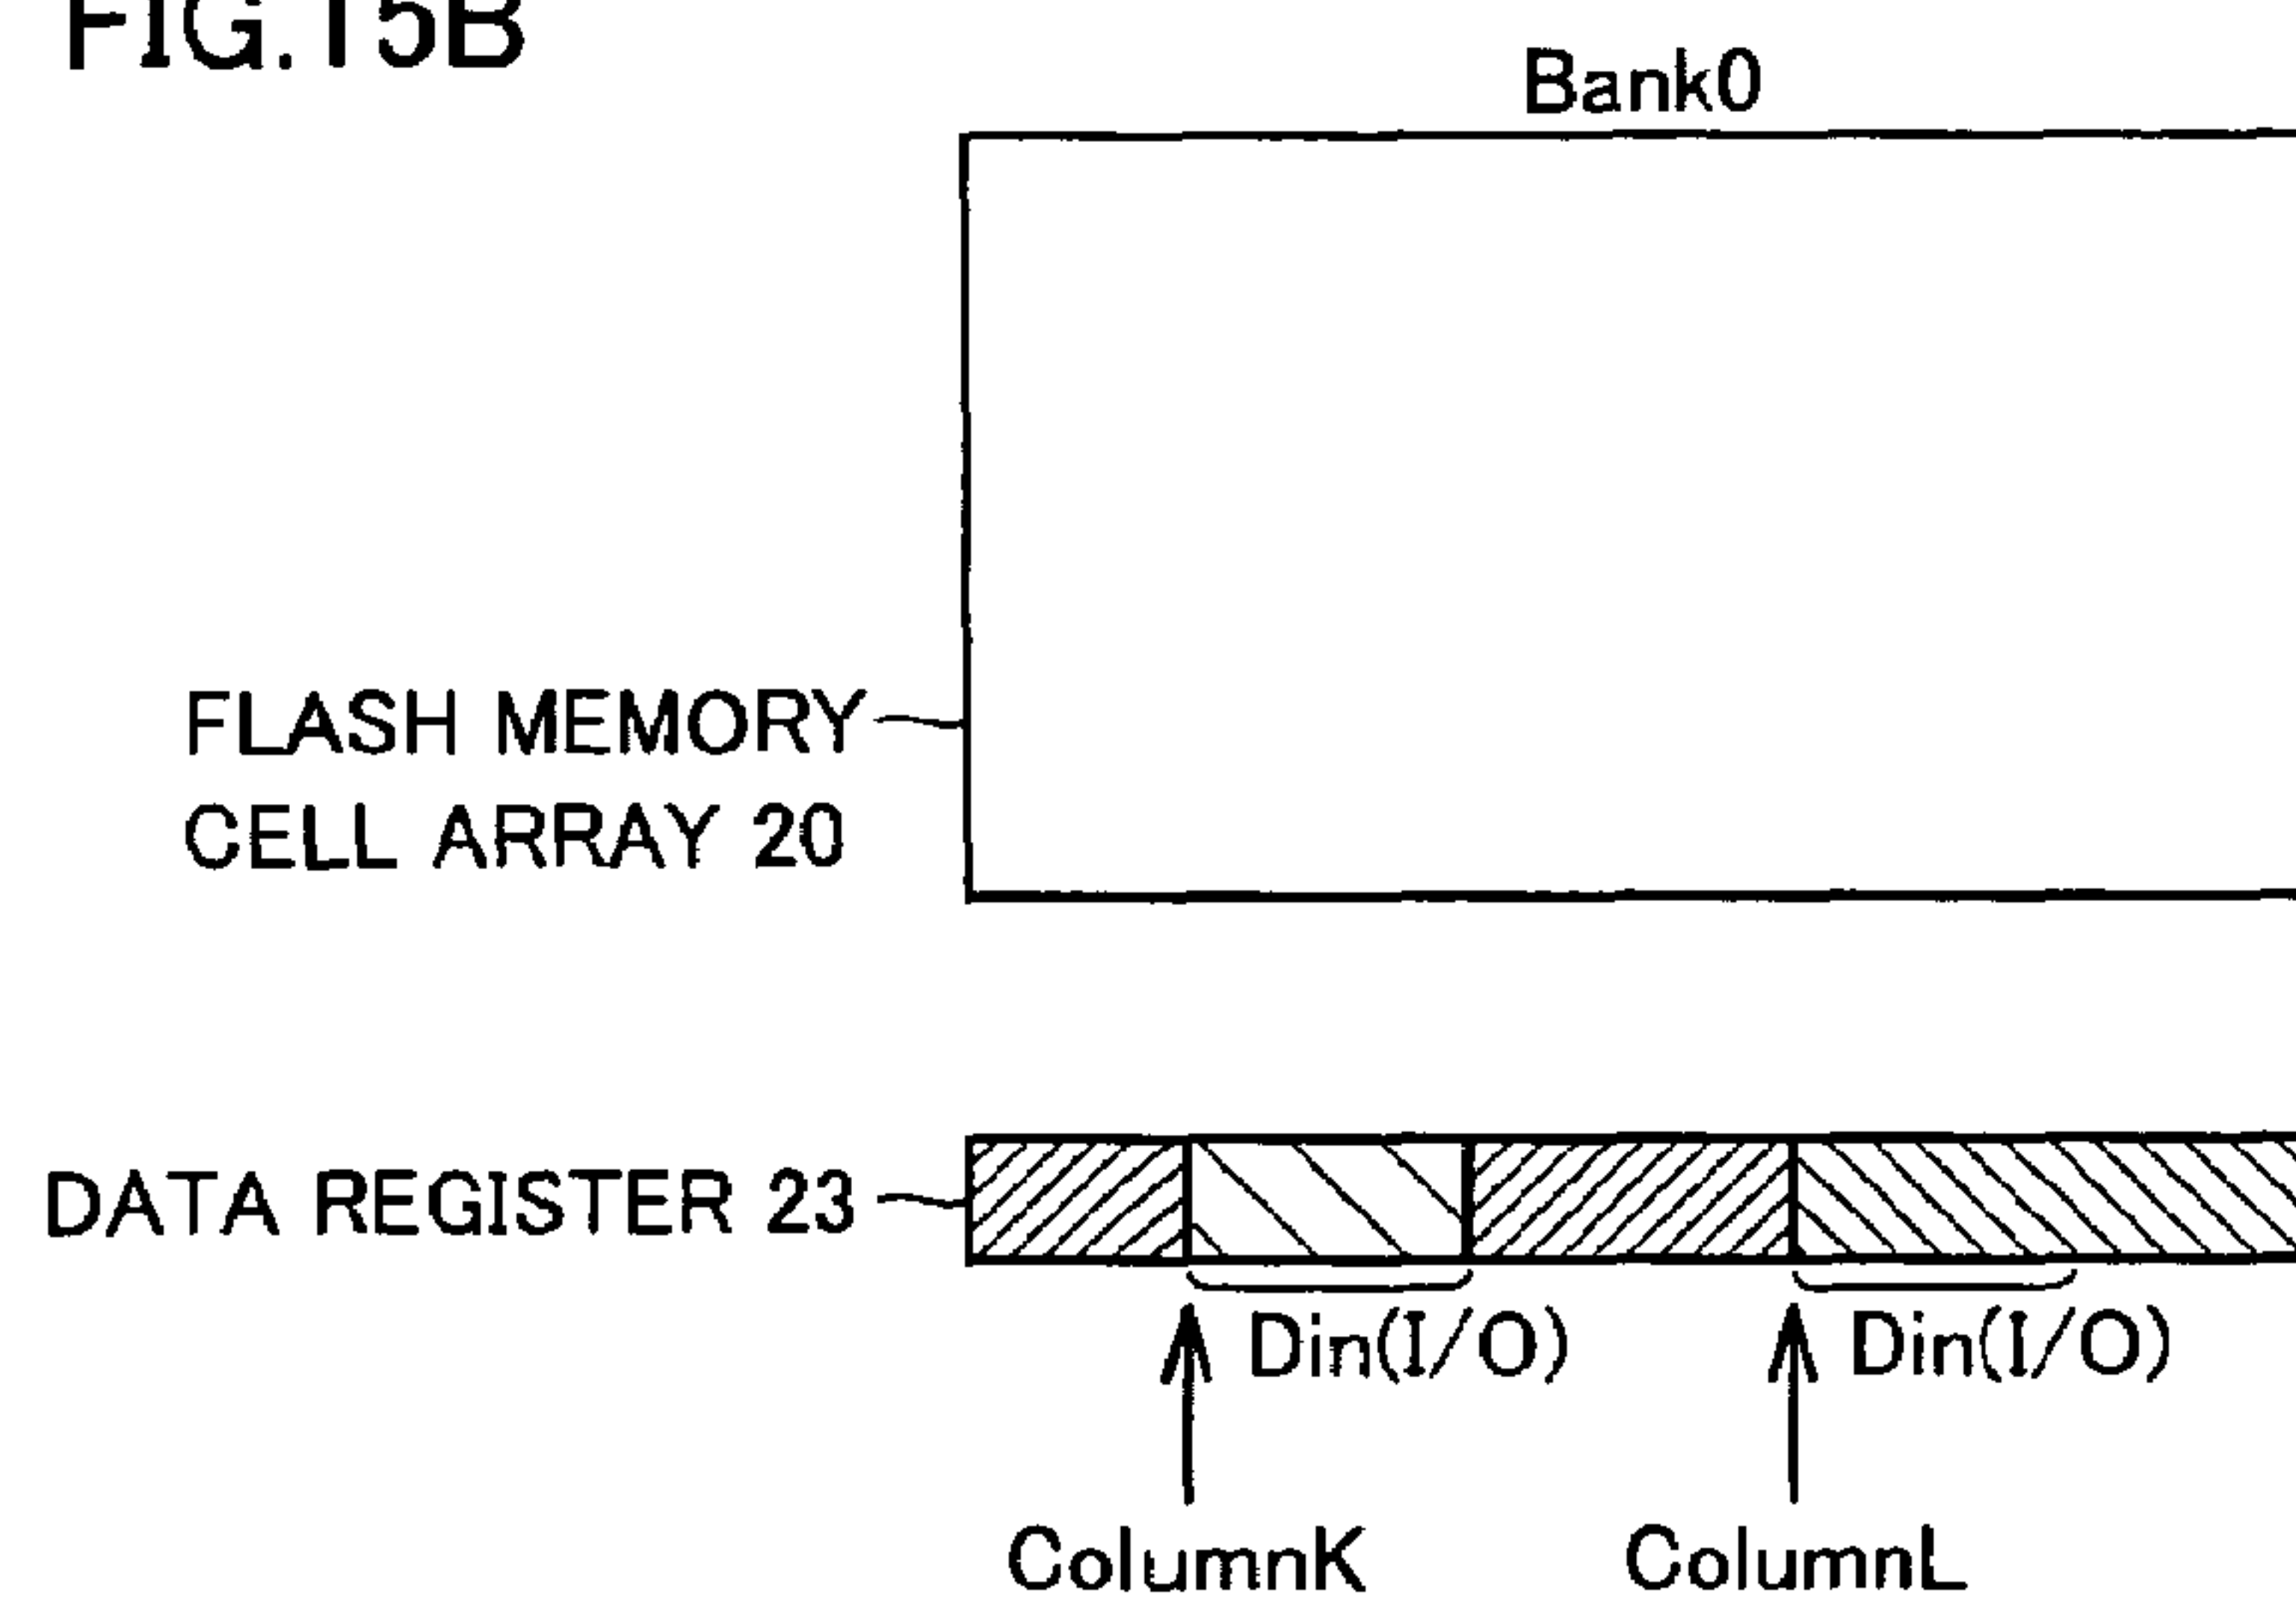 FIG.15B
Bank0
FLASH MEMORY
CELL ARRAY 20
DATA REGISTER 23
Din(I/O) Din(I/O)
ColumnK ColumnL